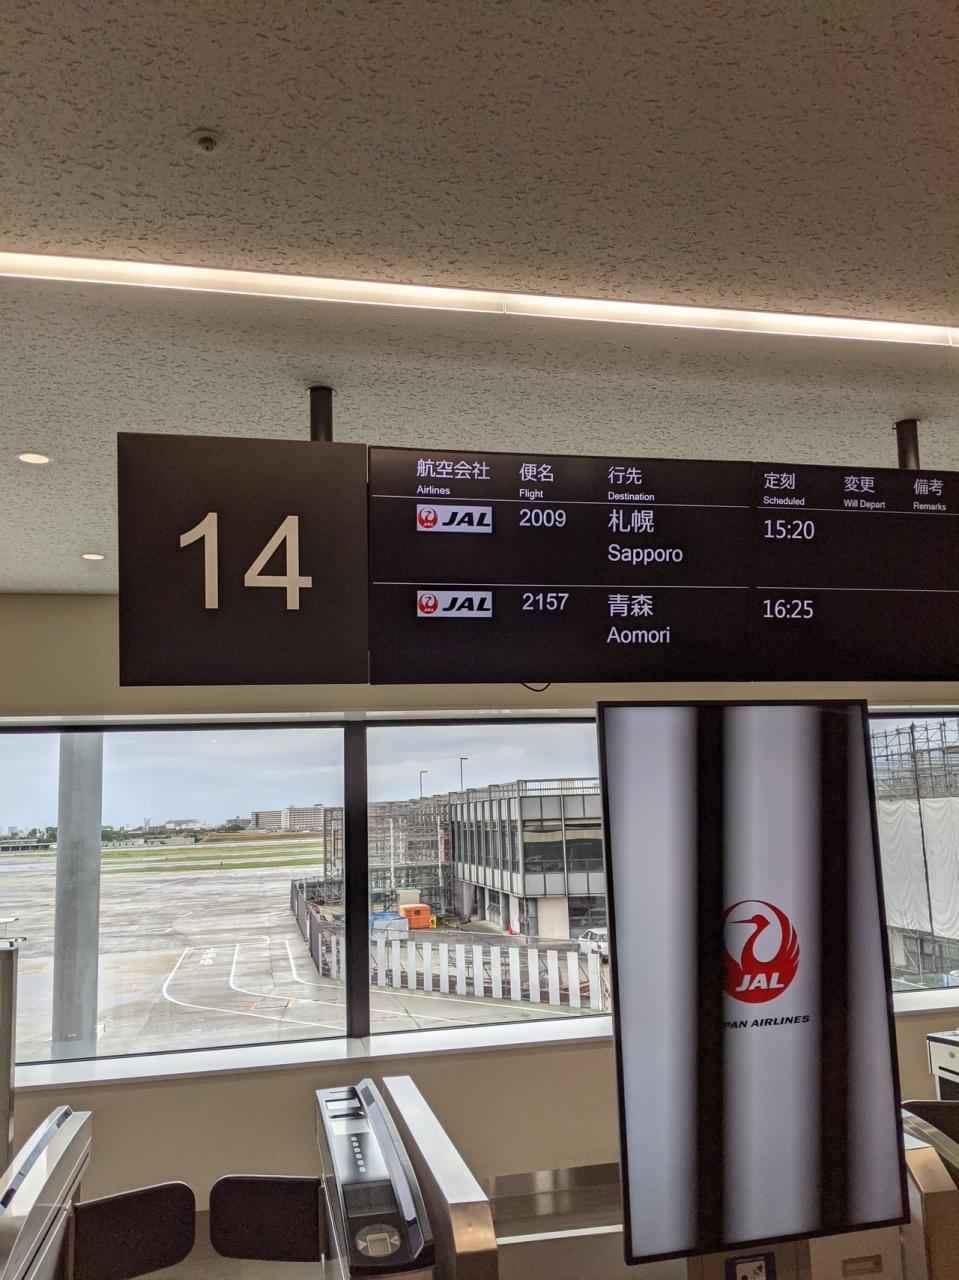 14
航空会社 便名 行先 定刻 変更 備考
Airlines Flight Destination Scheduled Will Depart Remarks
JAL 2009 札幌 15:20
Sapporo
JAL 2157 青森 16:25
Aomori
JAL
PAN AIRLINES